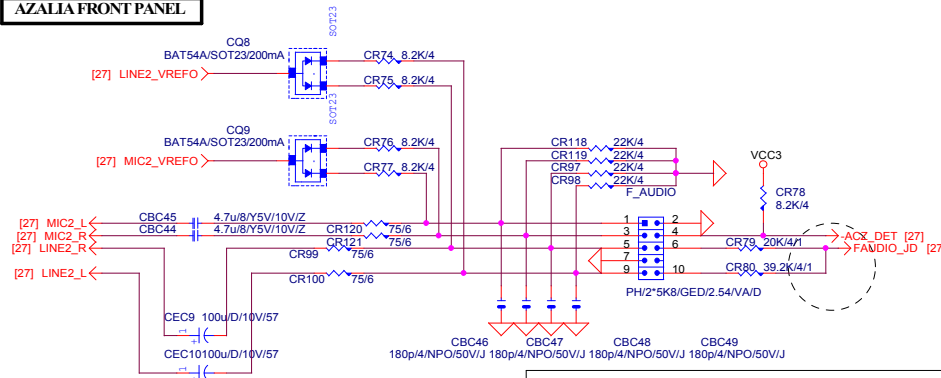 AZALIA FRONT PANEL
SOT23
CQ8
BAT54A/SOT23/200mA
[27] LINE2_VREFO
CR74 8.2K/4
CR75 8.2K/4
SOT23
CQ9
BAT54A/SOT23/200mA
[27] MIC2_VREFO
CR76 8.2K/4
CR77 8.2K/4
CR118 22K/4
CR119 22K/4
CR97 22K/4
CR98 22K/4
F_AUDIO
VCC3
CR78
8.2K/4
[27] MIC2_L
CBC45 4.7u/8/Y5V/10V/Z
[27] MIC2_R
CBC44 4.7u/8/Y5V/10V/Z
CR120 75/6
CR121 75/6
[27] LINE2_R
CR99 75/6
[27] LINE2_L
CR100 75/6
1 2
3 4
5 6
7
9 10
-ACZ_DET [27]
CR79 20K/4/1
FAUDIO_JD [27
CR80 39.2K/4/1
PH/2*5K8/GED/2.54/VA/D
CEC9 100u/D/10V/57
1
+
CEC10 100u/D/10V/57
1
+
CBC46 CBC47 CBC48 CBC49
180p/4/NPO/50V/J 180p/4/NPO/50V/J 180p/4/NPO/50V/J 180p/4/NPO/50V/J